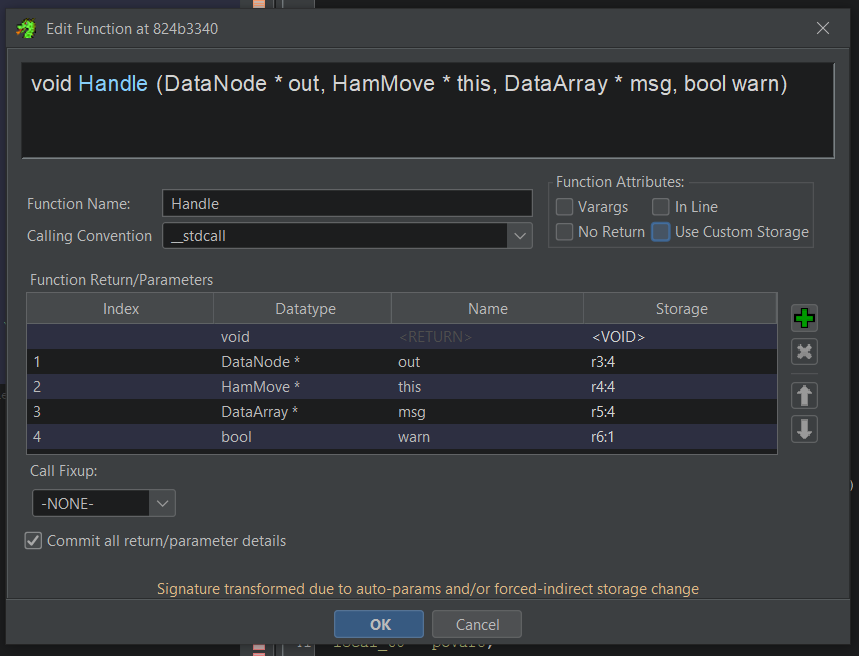 Edit Function at 824b3340
void Handle (DataNode * out, HamMove * this, DataArray * msg, bool warn)
Function Attributes:
Function Name: Handle
Varargs In Line
Calling Convention __stdcall
No Return Use Custom Storage
Function Return/Parameters
Index Datatype Name Storage
void <RETURN> <VOID>
1 DataNode * out r3:4
2 HamMove * this r4:4
3 DataArray * msg r5:4
4 bool warn r6:1
Call Fixup:
-NONE-
Commit all return/parameter details
Signature transformed due to auto-params and/or forced-indirect storage change
OK Cancel